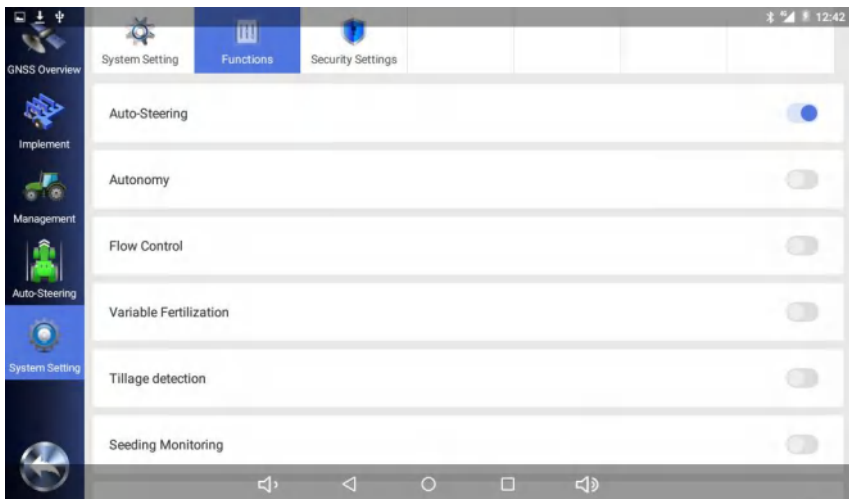 12:42
GNSS Overview
Implement
Management
Auto-Steering
System Setting
System Setting
Functions
Security Settings
Auto-Steering
Autonomy
Flow Control
Variable Fertilization
Tillage detection
Seeding Monitoring